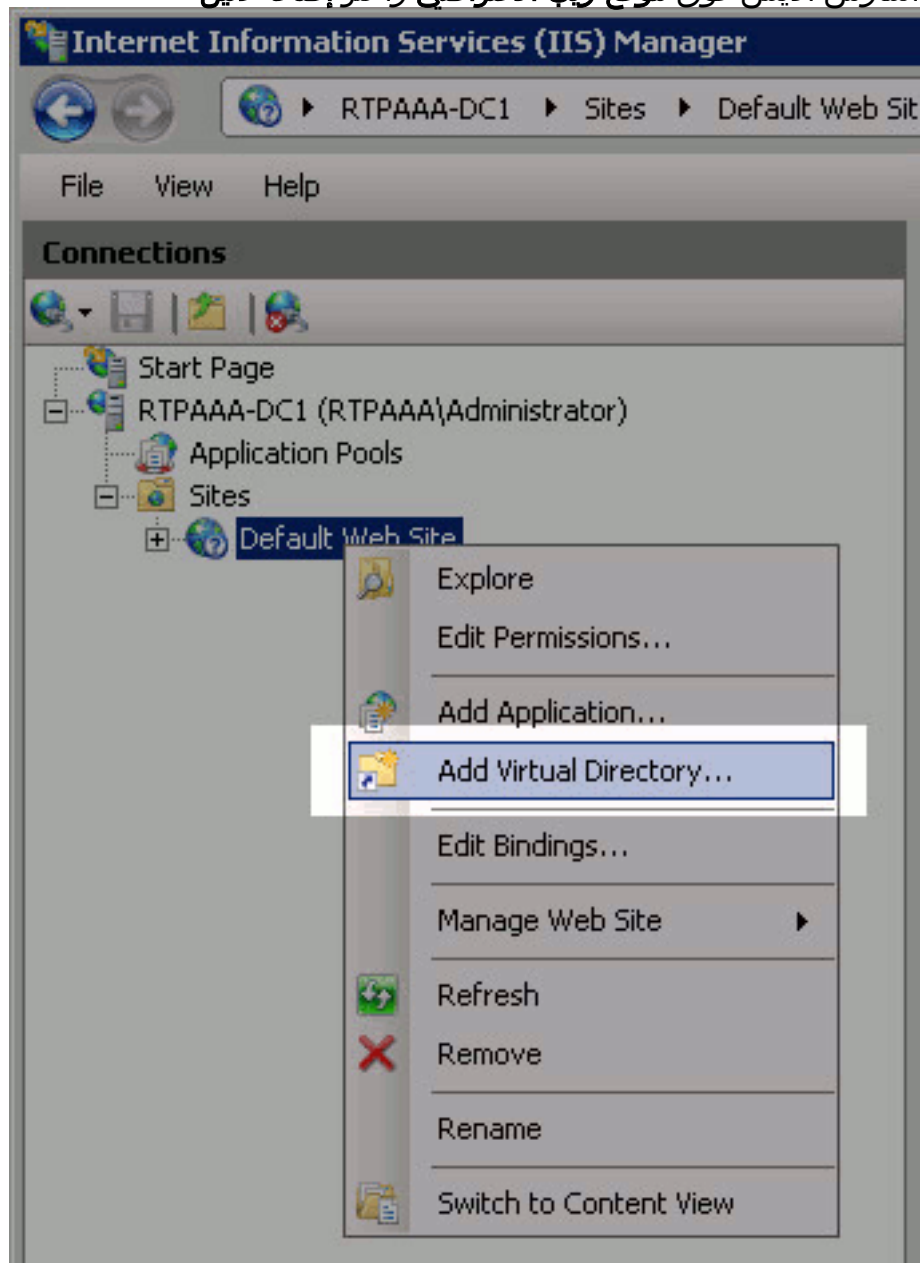 Internet Information Services (IIS) Manager
RTPAAA-DC1 Sites Default Web Sit
File View Help
Connections
Start Page
RTPAAA-DC1 (RTPAAA\Administrator)
Application Pools
Sites
Default Web Site
Explore
Edit Permissions...
Add Application...
Add Virtual Directory...
Edit Bindings...
Manage Web Site
Refresh
Remove
Rename
Switch to Content View